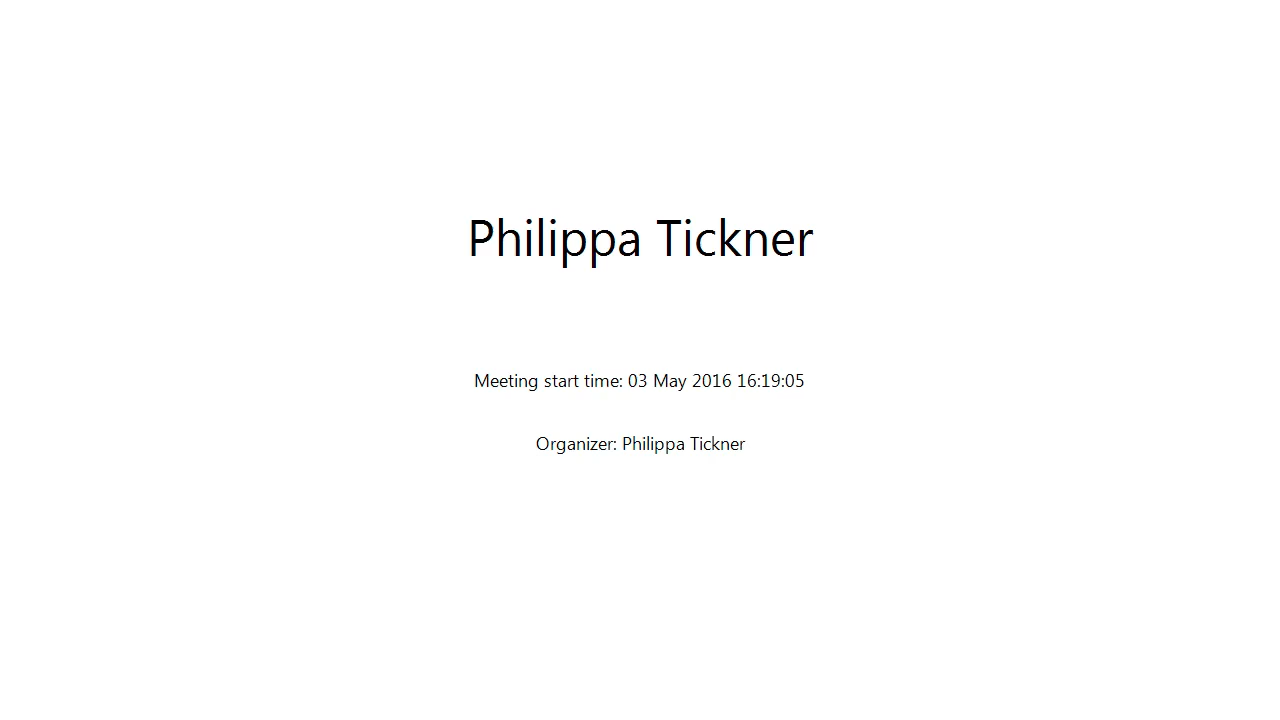 Philippa Tickner
Meeting start time: 03 May 2016 16:19:05
Organizer: Philippa Tickner